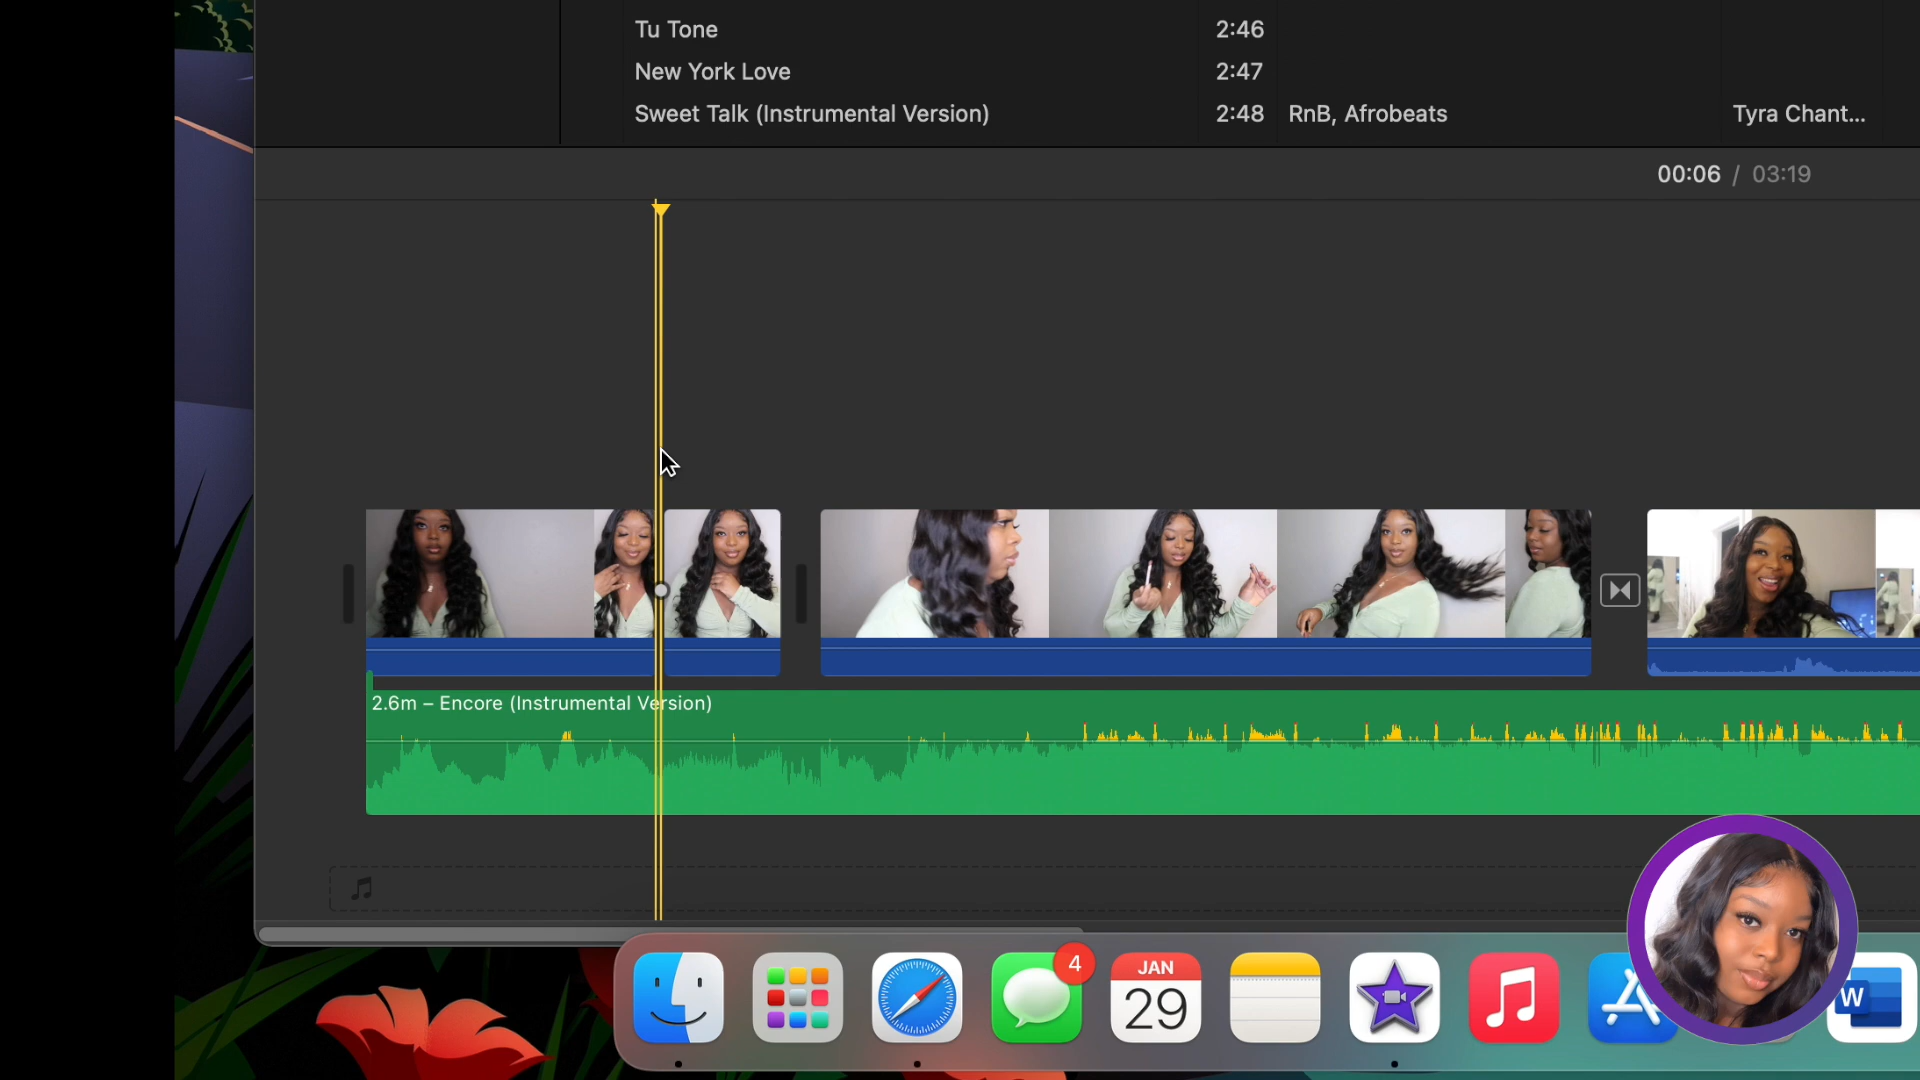 Tu Tone 2:46
New York Love 2:47
Sweet Talk (Instrumental Version) 2:48 RnB, Afrobeats Tyra Chant...
00:06 / 03:19
2.6m – Encore (Instrumental Version)
4
JAN
29
W